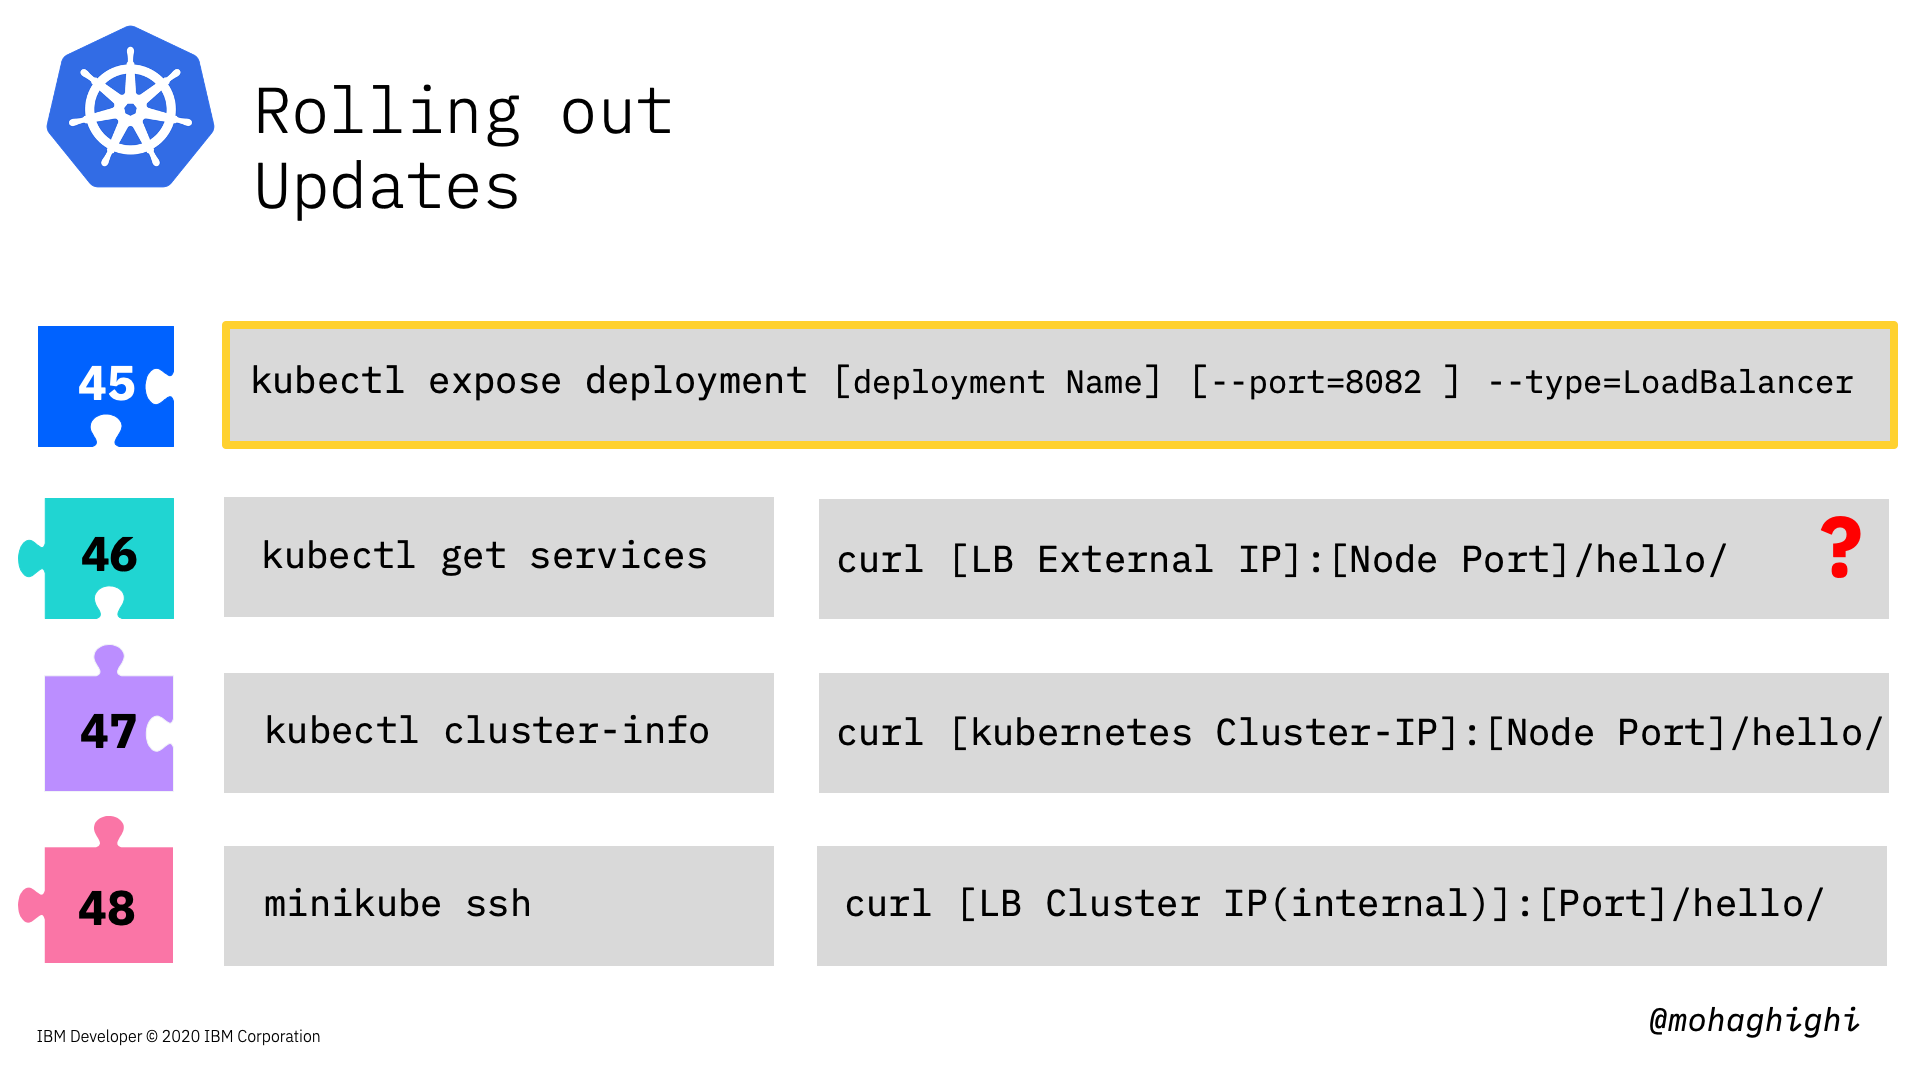 Rolling out
Updates
45
kubectl expose deployment [deployment Name] [--port=8082 ] --type=LoadBalancer
46
kubectl get services
curl [LB External IP]:[Node Port]/hello/
?
47
kubectl cluster-info
curl [kubernetes Cluster-IP]:[Node Port]/hello/
48
minikube ssh
curl [LB Cluster IP(internal)]:[Port]/hello/
IBM Developer © 2020 IBM Corporation
@mohaghighi